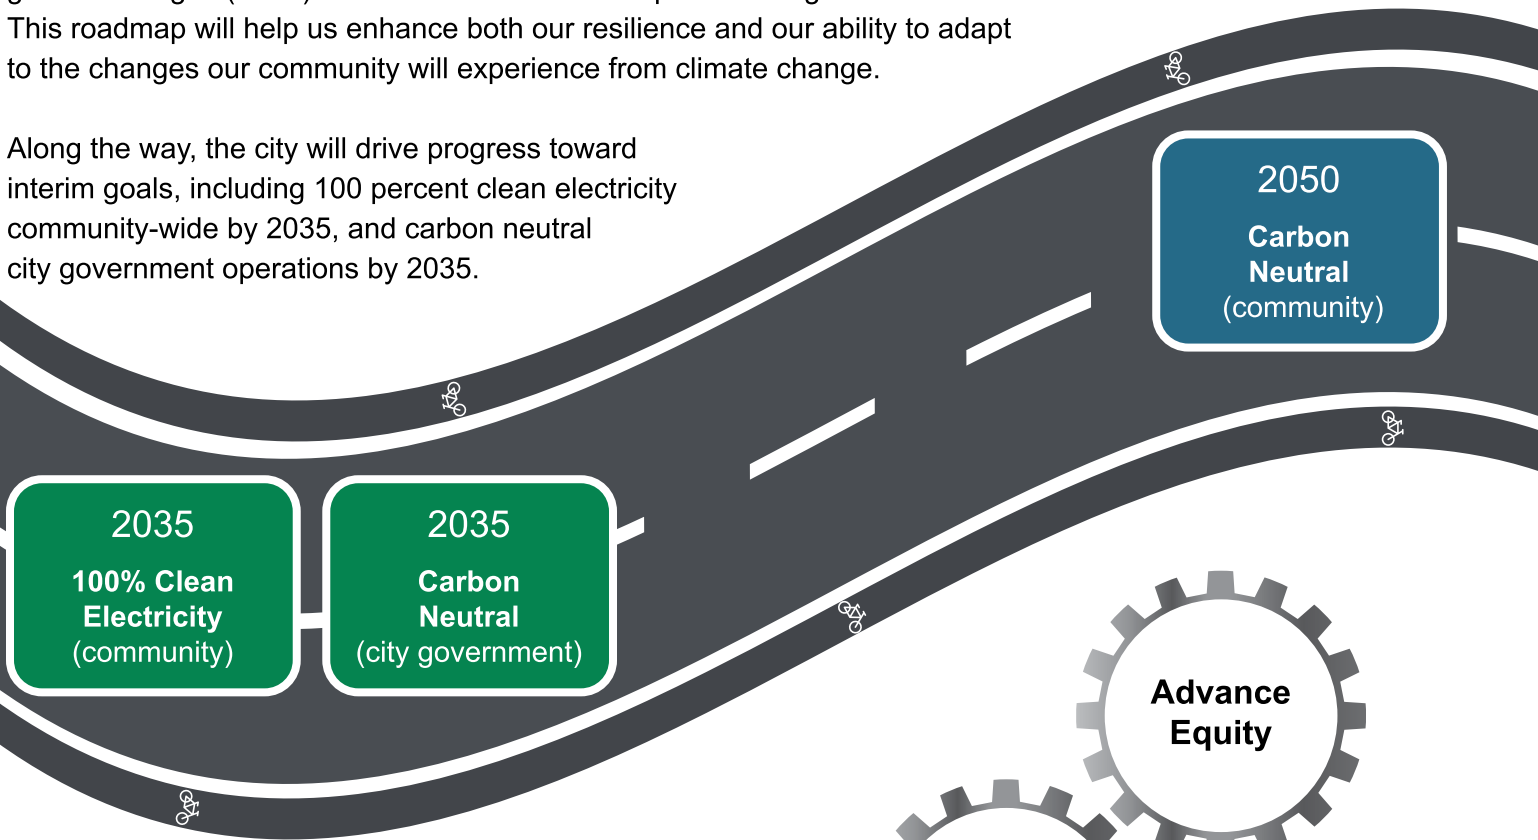 This roadmap will help us enhance both our resilience and our ability to adapt
to the changes our community will experience from climate change.
Along the way, the city will drive progress toward
interim goals, including 100 percent clean electricity
community-wide by 2035, and carbon neutral
city government operations by 2035.
2050
Carbon
Neutral
(community)
2035
100% Clean
Electricity
(community)
2035
Carbon
Neutral
(city government)
Advance
Equity